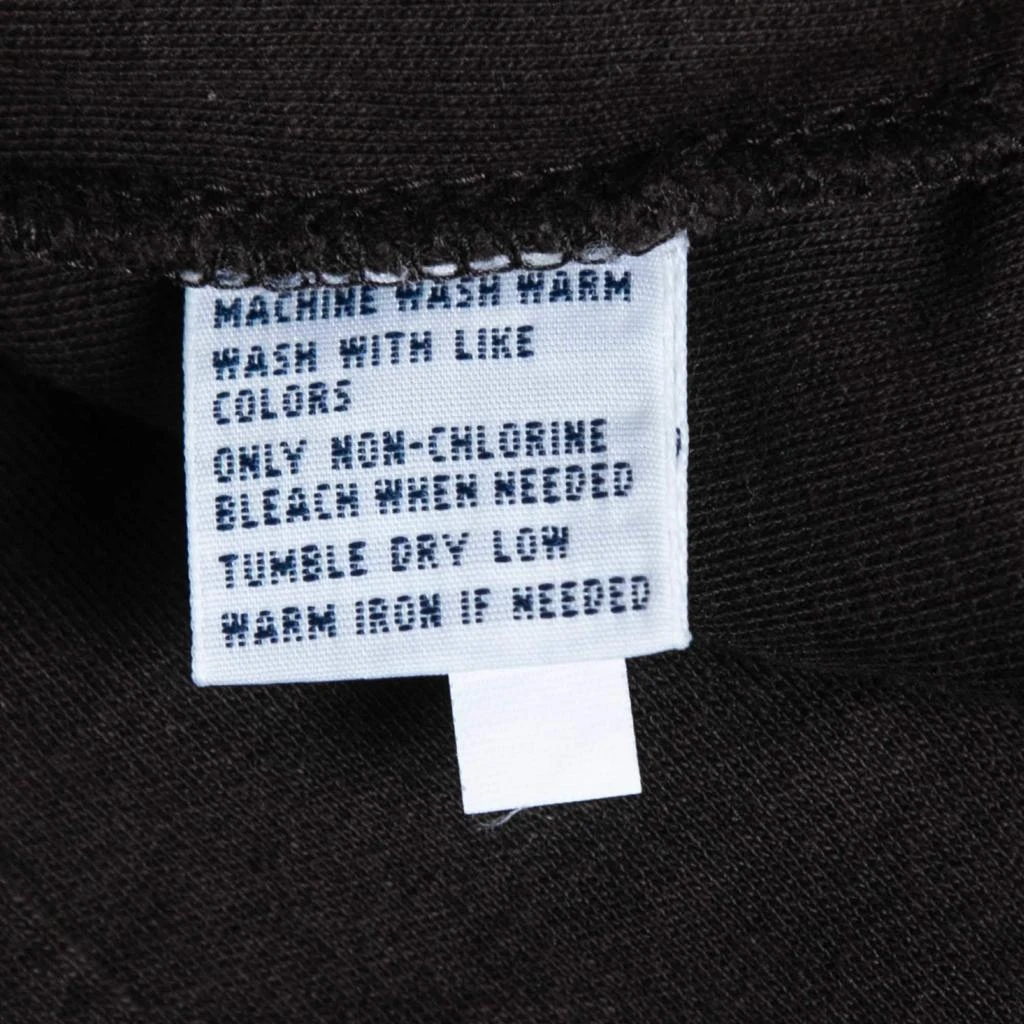 MACHINE WASH WARM
WASH WITH LIKE
COLORS
ONLY NON-CHLORINE
BLEACH WHEN NEEDED
TUMBLE DRY LOW
WARM IRON IF NEEDED